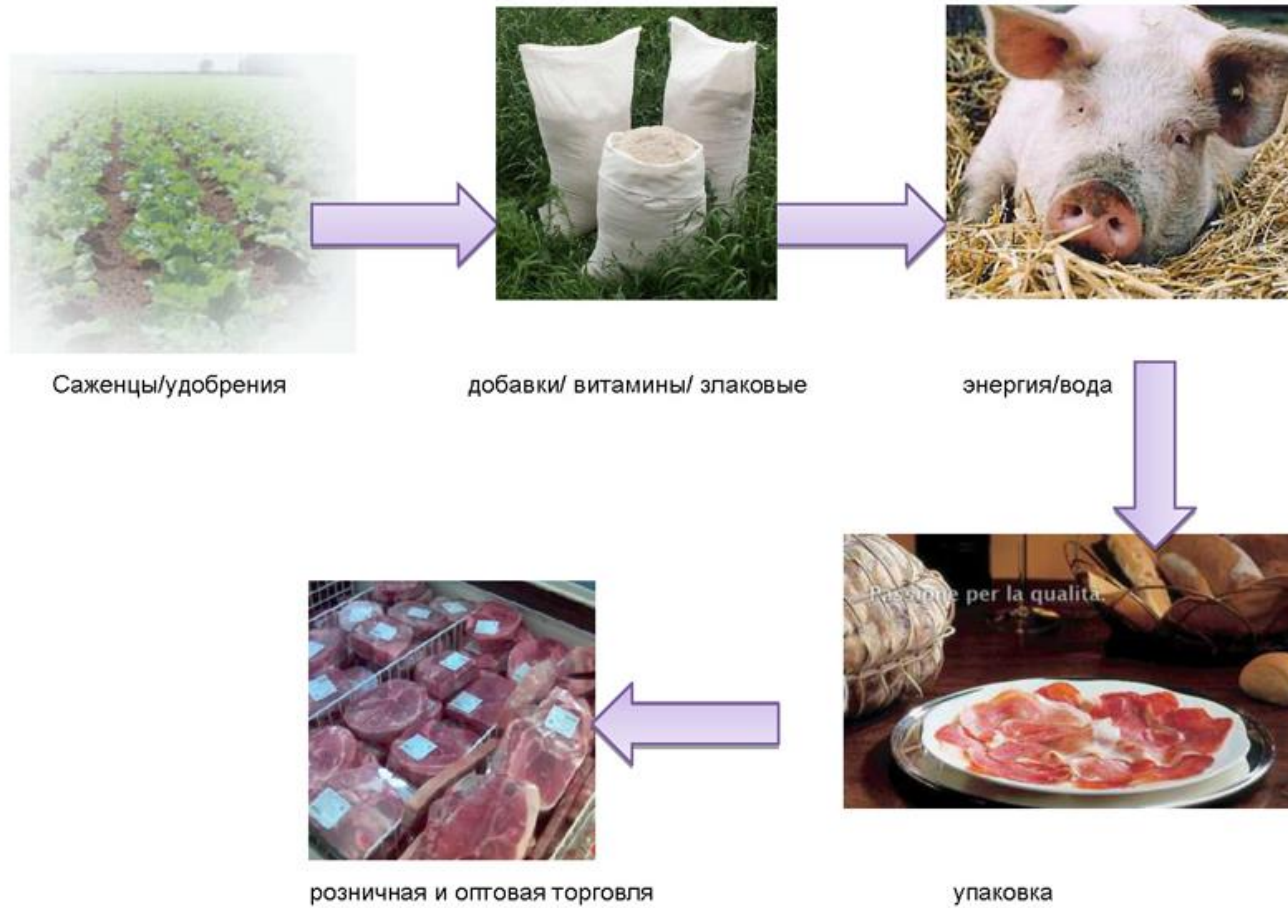 Саженцы/удобрения
добавки/ витамины/ злаковые
энергия/вода
Passione per la qualità.
розничная и оптовая торговля
упаковка